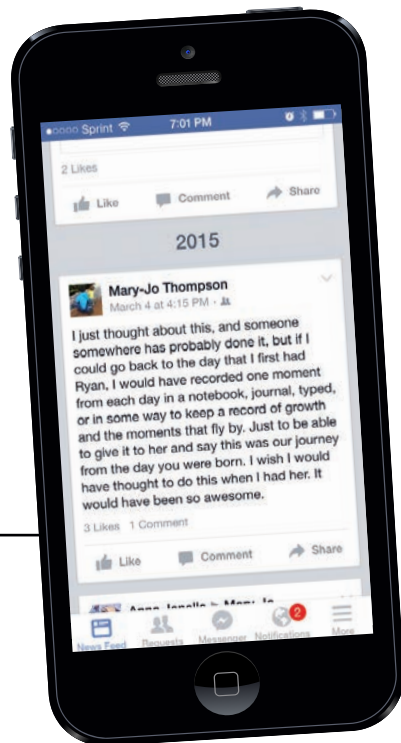 ●○○○○ Sprint 7:01 PM
2 Likes
Like Comment Share
2015
Mary-Jo Thompson
March 4 at 4:15 PM ·
I just thought about this, and someone
somewhere has probably done it, but if I
could go back to the day that I first had
Ryan, I would have recorded one moment
from each day in a notebook, journal, typed,
or in some way to keep a record of growth
and the moments that fly by. Just to be able
to give it to her and say this was our journey
from the day you were born. I wish I would
have thought to do this when I had her. It
would have been so awesome.
3 Likes 1 Comment
Like Comment Share
2
News Feed Requests Messenger Notifications More